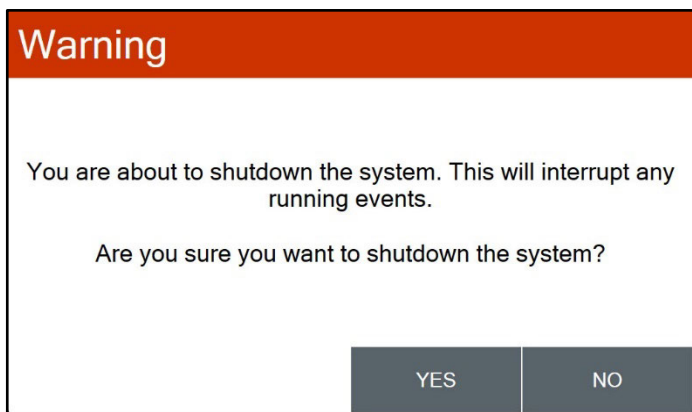 Warning
You are about to shutdown the system. This will interrupt any
running events.
Are you sure you want to shutdown the system?
YES
NO